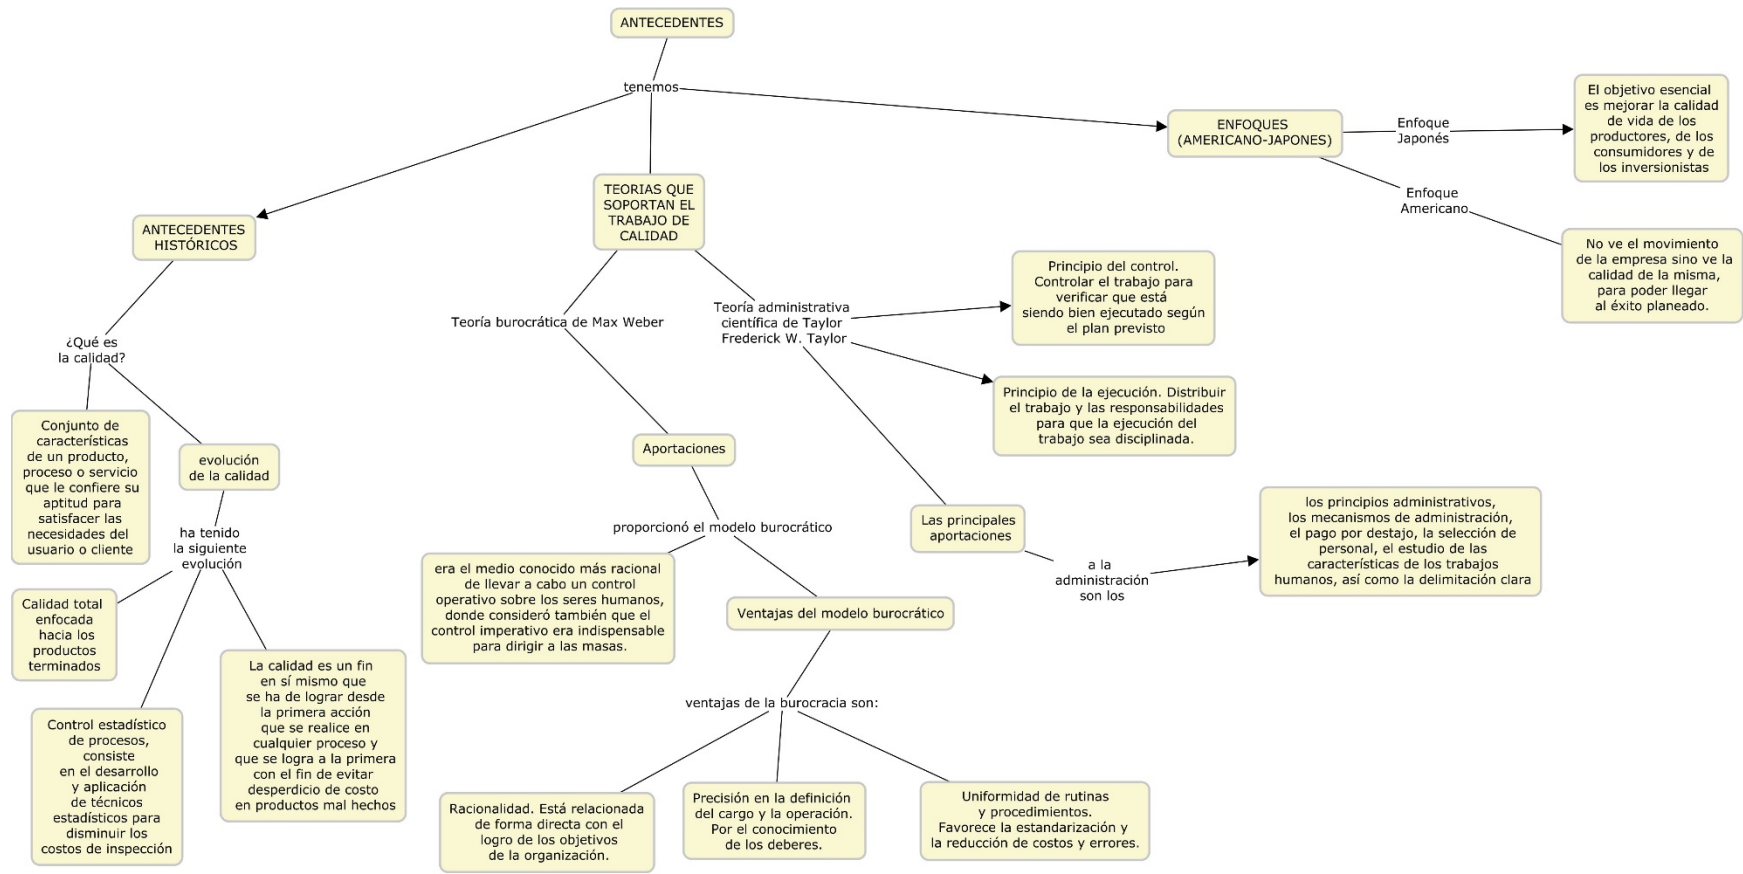 ANTECEDENTES
tenemos
ANTECEDENTES
HISTÓRICOS
¿Qué es
la calidad?
Conjunto de
características
de un producto,
proceso o servicio
que le confiere su
aptitud para
satisfacer las
necesidades del
usuario o cliente
evolución
de la calidad
ha tenido
la siguiente
evolución
Calidad total
enfocada
hacia los
productos
terminados
Control estadístico
de procesos,
consiste
en el desarrollo
y aplicación
de técnicos
estadísticos para
disminuir los
costos de inspección
La calidad es un fin
en sí mismo que
se ha de lograr desde
la primera acción
que se realice en
cualquier proceso y
que se logra a la primera
con el fin de evitar
desperdicio de costo
en productos mal hechos
TEORIAS QUE
SOPORTAN EL
TRABAJO DE
CALIDAD
Teoría burocrática de Max Weber
Aportaciones
proporcionó el modelo burocrático
era el medio conocido más racional
de llevar a cabo un control
operativo sobre los seres humanos,
donde consideró también que el
control imperativo era indispensable
para dirigir a las masas.
Ventajas del modelo burocrático
ventajas de la burocracia son:
Racionalidad. Está relacionada
de forma directa con el
logro de los objetivos
de la organización.
Precisión en la definición
del cargo y la operación.
Por el conocimiento
de los deberes.
Uniformidad de rutinas
y procedimientos.
Favorece la estandarización y
la reducción de costos y errores.
Teoría administrativa
científica de Taylor
Frederick W. Taylor
Principio del control.
Controlar el trabajo para
verificar que está
siendo bien ejecutado según
el plan previsto
Principio de la ejecución. Distribuir
el trabajo y las responsabilidades
para que la ejecución del
trabajo sea disciplinada.
Las principales
aportaciones
a la
administración
son los
los principios administrativos,
los mecanismos de administración,
el pago por destajo, la selección de
personal, el estudio de las
características de los trabajos
humanos, así como la delimitación clara
ENFOQUES
(AMERICANO-JAPONES)
Enfoque
Japonés
El objetivo esencial
es mejorar la calidad
de vida de los
productores, de los
consumidores y de
los inversionistas
Enfoque
Americano
No ve el movimiento
de la empresa sino ve la
calidad de la misma,
para poder llegar
al éxito planeado.